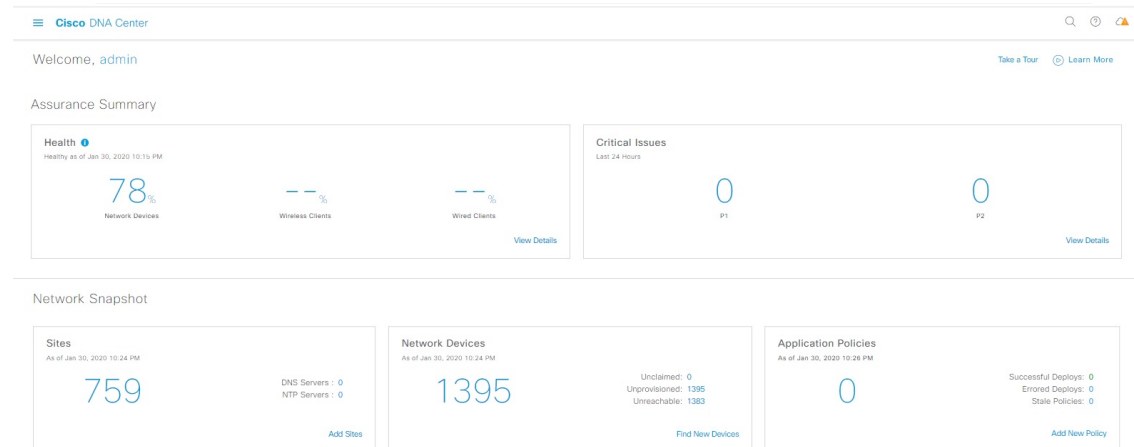 Cisco DNA Center
Welcome, admin
Take a Tour
Learn More
Assurance Summary
Health
Healthy as of Jan 30, 2020 10:15 PM
78%
Network Devices
--%
Wireless Clients
--%
Wired Clients
View Details
Critical Issues
Last 24 Hours
0
P1
0
P2
View Details
Network Snapshot
Sites
As of Jan 30, 2020 10:24 PM
759
DNS Servers : 0
NTP Servers : 0
Add Sites
Network Devices
As of Jan 30, 2020 10:24 PM
1395
Unclaimed: 0
Unprovisioned: 1395
Unreachable: 1383
Find New Devices
Application Policies
As of Jan 30, 2020 10:26 PM
0
Successful Deploys: 0
Errored Deploys: 0
Stale Policies: 0
Add New Policy